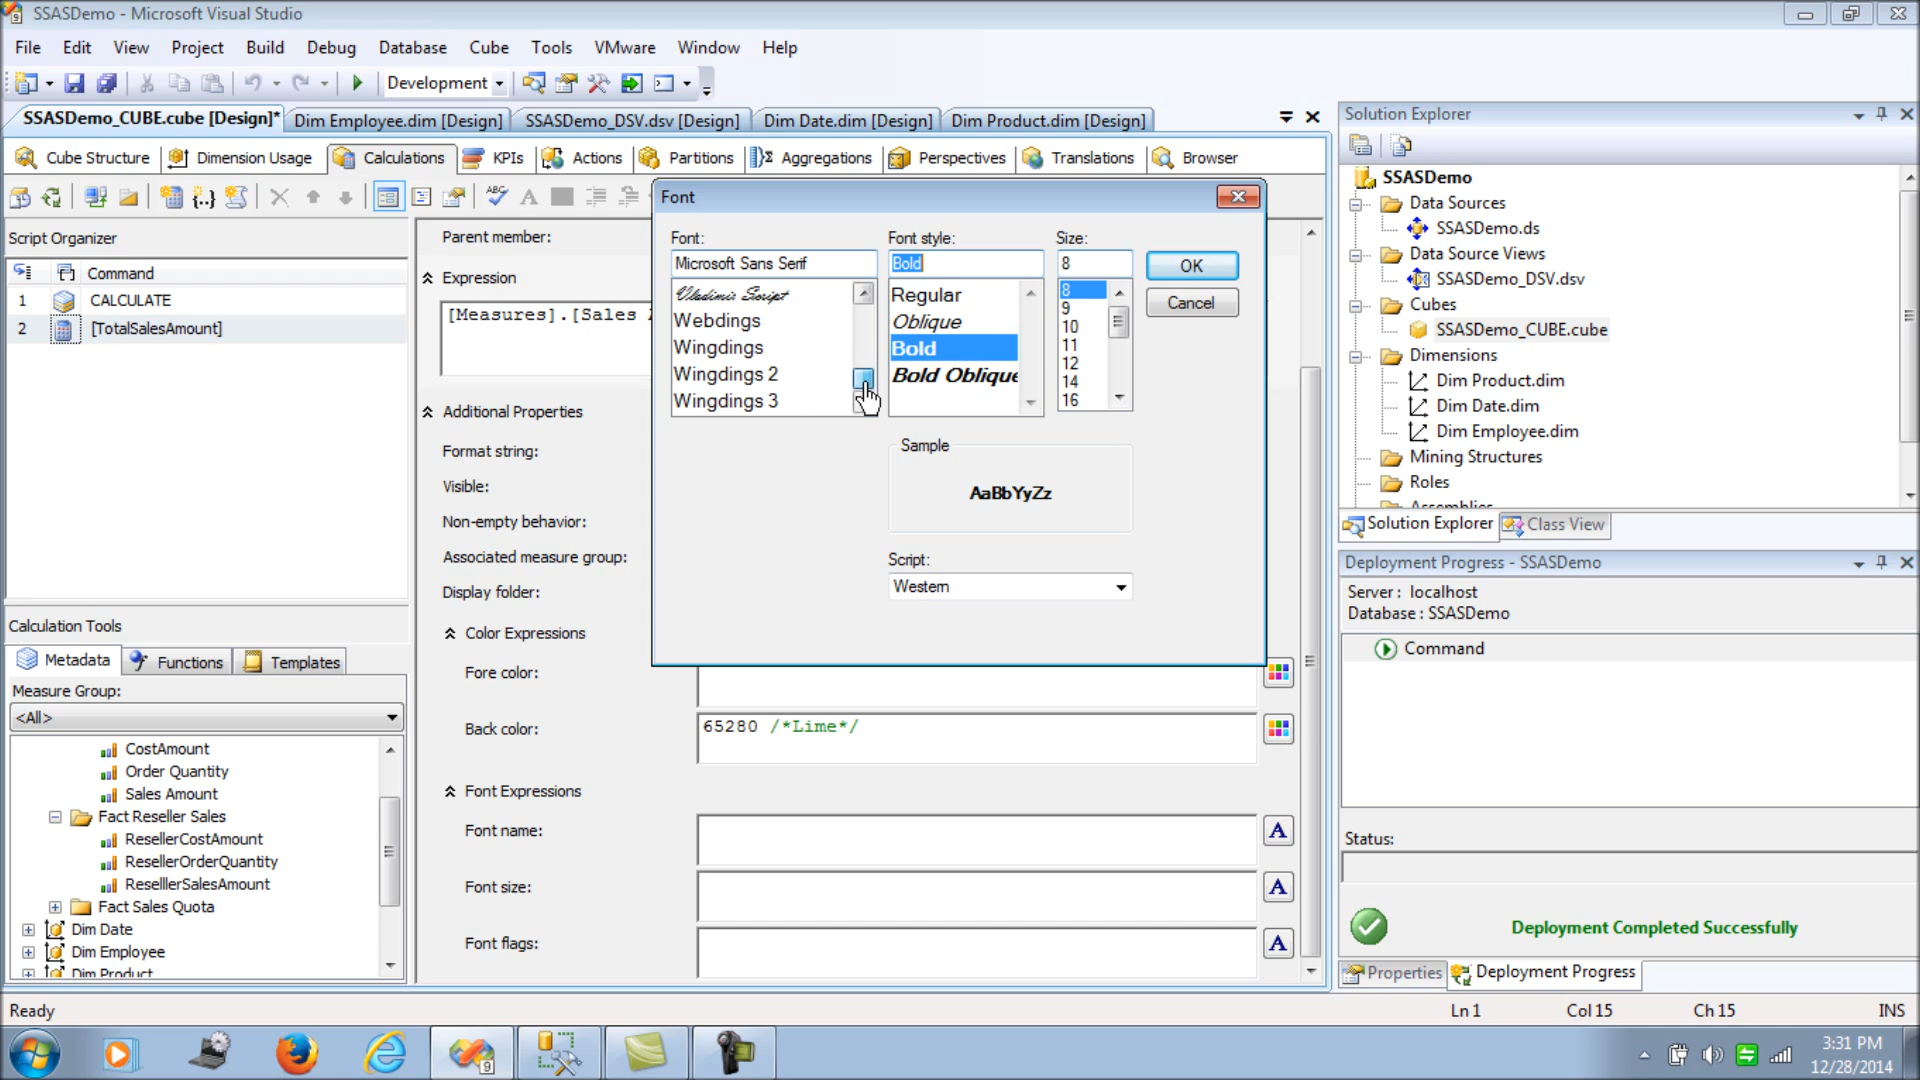 SSASDemo - Microsoft Visual Studio
File Edit View Project Build Debug Database Cube Tools VMware Window Help
Development
SSASDemo_CUBE.cube [Design]* Dim Employee.dim [Design] SSASDemo_DSV.dsv [Design] Dim Date.dim [Design] Dim Product.dim [Design]
Cube Structure Dimension Usage Calculations KPIs Actions Partitions Aggregations Perspectives Translations Browser
Script Organizer
Command
1 CALCULATE
2 [TotalSalesAmount]
Calculation Tools
Metadata Functions Templates
Measure Group:
<All>
CostAmount
Order Quantity
Sales Amount
Fact Reseller Sales
ResellerCostAmount
ResellerOrderQuantity
ReselllerSalesAmount
Fact Sales Quota
Dim Date
Dim Employee
Dim Product
Parent member:
Expression
[Measures].[Sales
Additional Properties
Format string:
Visible:
Non-empty behavior:
Associated measure group:
Display folder:
Color Expressions
Fore color:
Back color:
65280 /*Lime*/
Font Expressions
Font name:
A
Font size:
A
Font flags:
A
Font
Font: Font style: Size:
Microsoft Sans Serif Bold 8
OK
Cancel
Vladimir Script
Webdings
Wingdings
Wingdings 2
Wingdings 3
Regular
Oblique
Bold
Bold Oblique
8
9
10
11
12
14
16
Sample
AaBbYyZz
Script:
Western
Solution Explorer
SSASDemo
Data Sources
SSASDemo.ds
Data Source Views
SSASDemo_DSV.dsv
Cubes
SSASDemo_CUBE.cube
Dimensions
Dim Product.dim
Dim Date.dim
Dim Employee.dim
Mining Structures
Roles
Assemblies
Solution Explorer Class View
Deployment Progress - SSASDemo
Server : localhost
Database : SSASDemo
Command
Status:
Deployment Completed Successfully
Properties Deployment Progress
Ready Ln 1 Col 15 Ch 15 INS
3:31 PM
12/28/2014